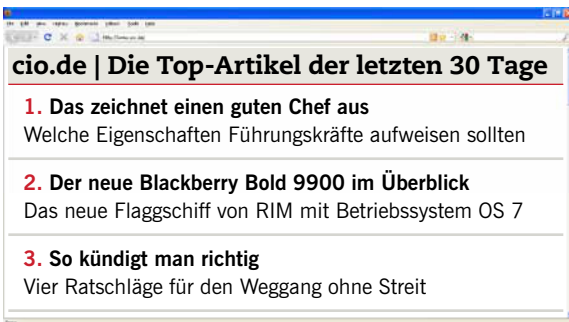 cio.de | Die Top-Artikel der letzten 30 Tage
1. Das zeichnet einen guten Chef aus
Welche Eigenschaften Führungskräfte aufweisen sollten
2. Der neue Blackberry Bold 9900 im Überblick
Das neue Flaggschiff von RIM mit Betriebssystem OS 7
3. So kündigt man richtig
Vier Ratschläge für den Weggang ohne Streit